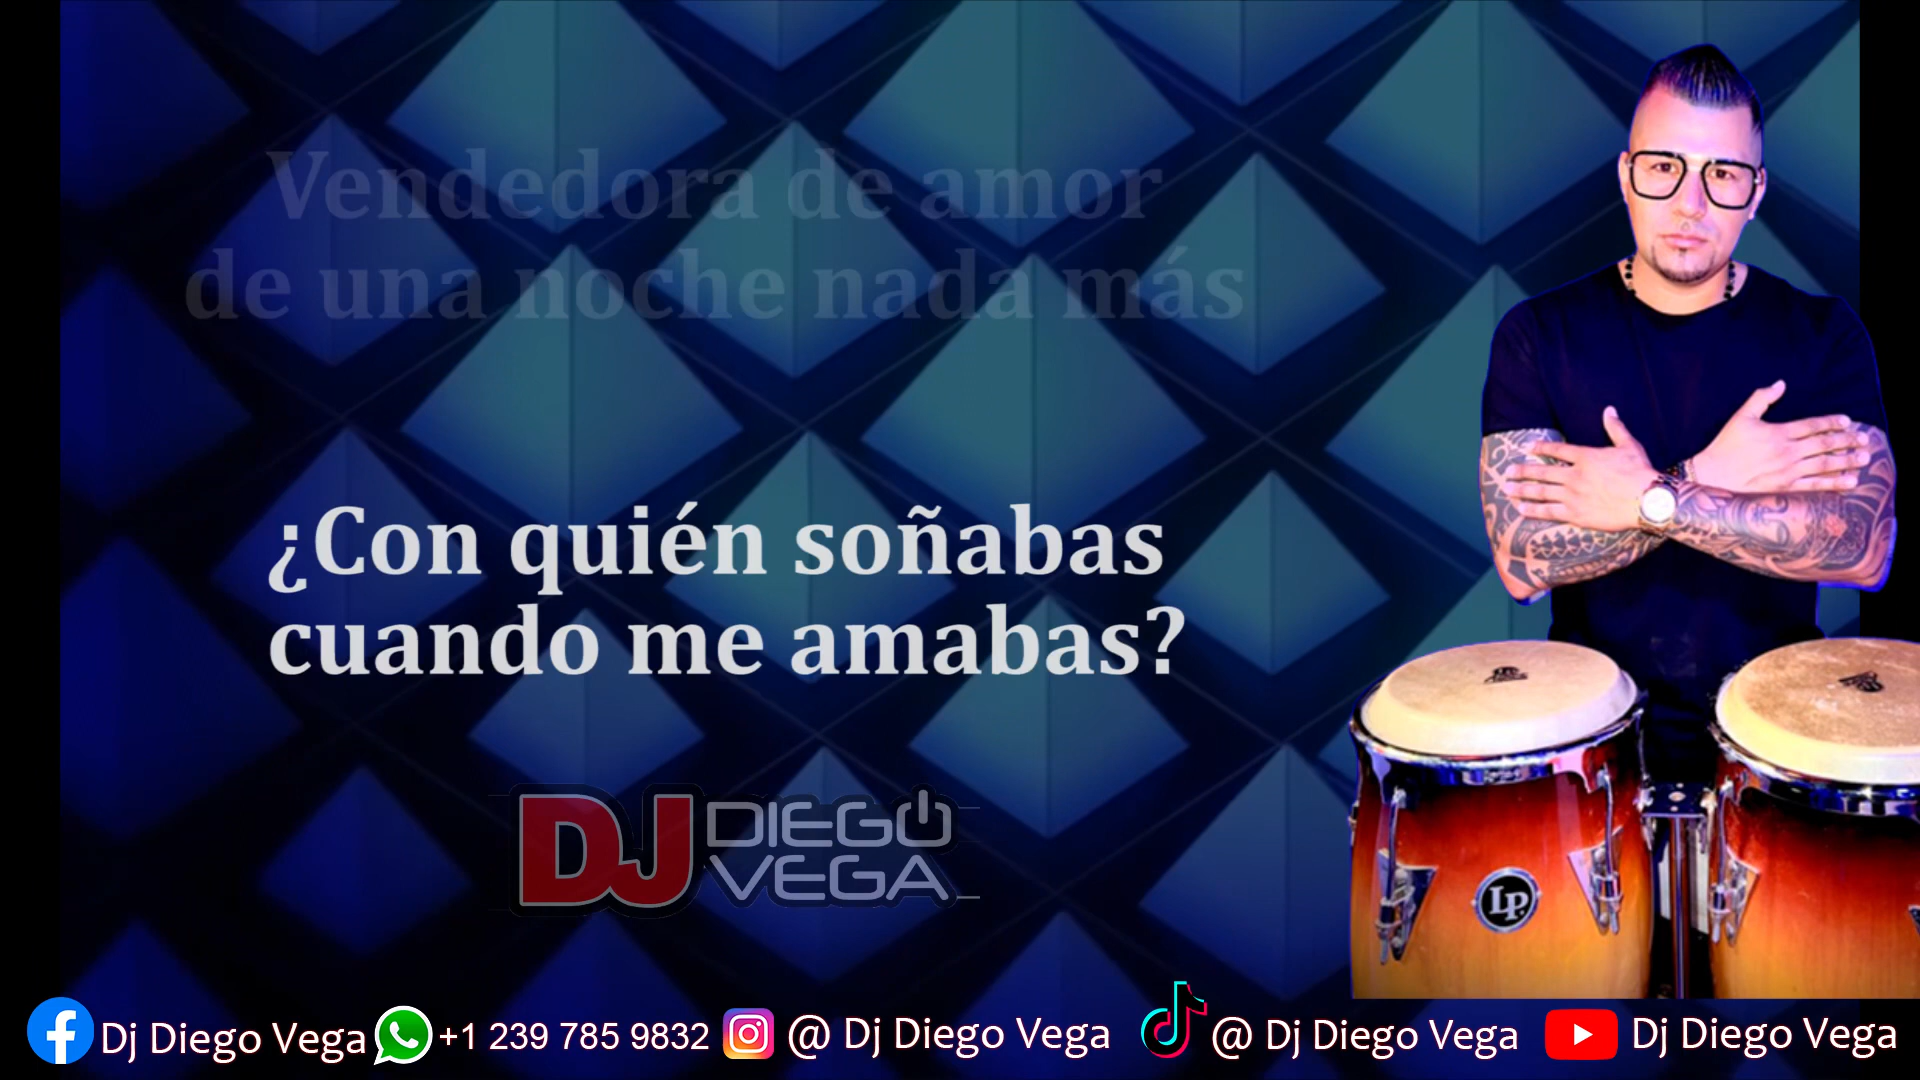 Vendedora de amor
de una noche nada más
¿Con quién soñabas
cuando me amabas?
DJ DIEGO
VEGA
LP
Dj Diego Vega +1 239 785 9832 @ Dj Diego Vega @ Dj Diego Vega Dj Diego Vega